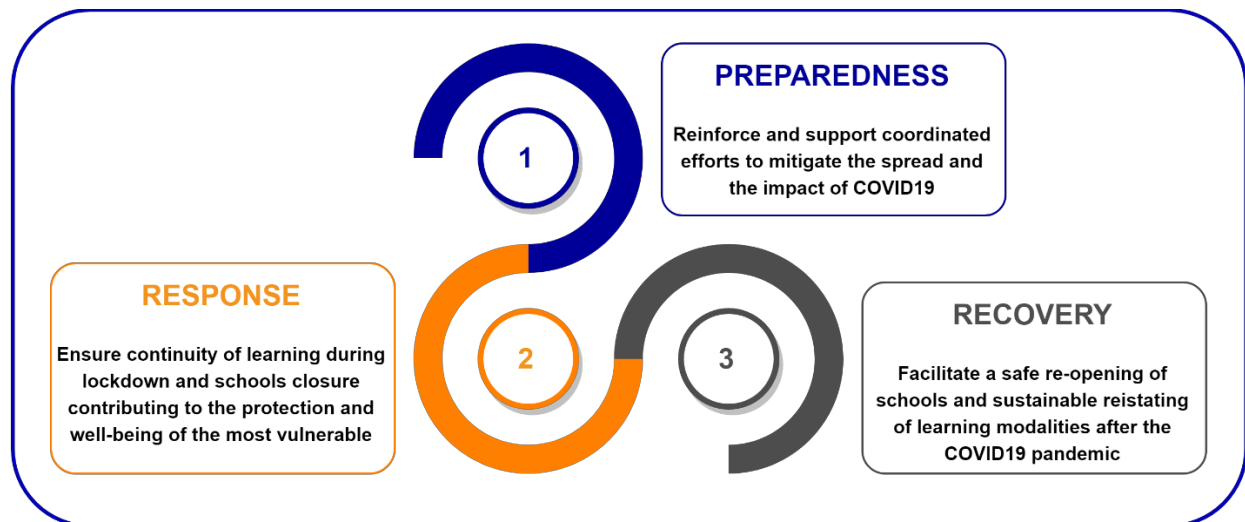 1
PREPAREDNESS
Reinforce and support coordinated
efforts to mitigate the spread and
the impact of COVID19
RESPONSE
Ensure continuity of learning during
lockdown and schools closure
contributing to the protection and
well-being of the most vulnerable
2
3
RECOVERY
Facilitate a safe re-opening of
schools and sustainable reistating
of learning modalities after the
COVID19 pandemic